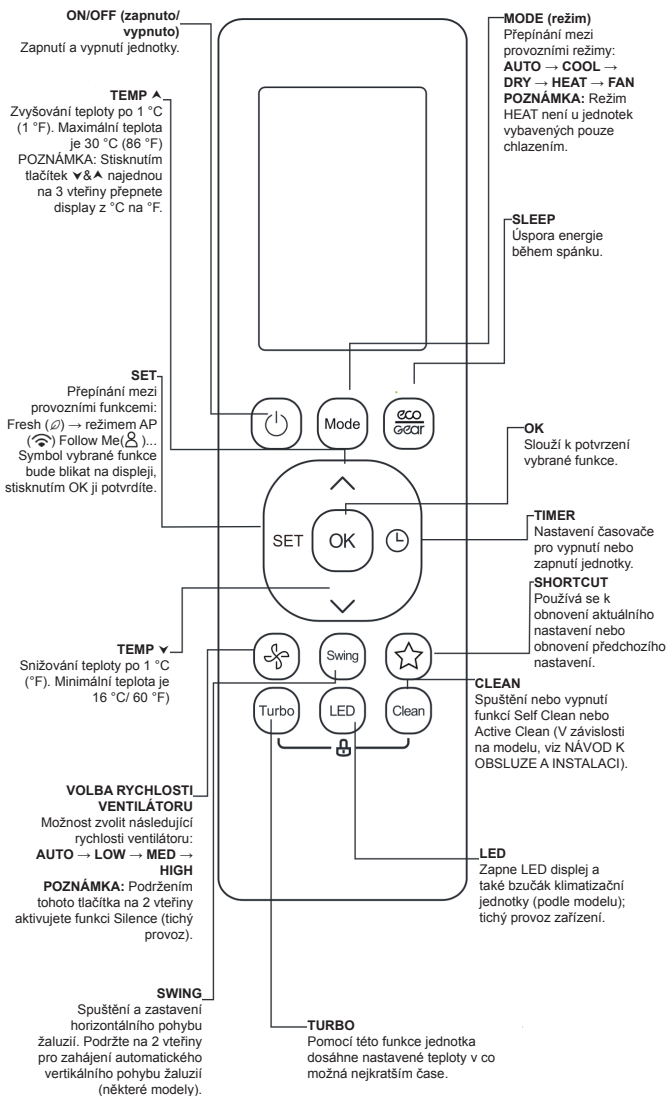 ON/OFF (zapnuto/
vypnuto)
Zapnutí a vypnutí jednotky.
TEMP ⮝
Zvyšování teploty po 1 °C
(1 °F). Maximální teplota
je 30 °C (86 °F)
POZNÁMKA: Stisknutím
tlačítek ⮟&⮝ najednou
na 3 vteřiny přepnete
display z °C na °F.
SET
Přepínání mezi
provozními funkcemi:
Fresh () → režimem AP
() Follow Me()...
Symbol vybrané funkce
bude blikat na displeji,
stisknutím OK ji potvrdíte.
TEMP ⮟
Snižování teploty po 1 °C
(°F). Minimální teplota je
16 °C/ 60 °F)
VOLBA RYCHLOSTI
VENTILÁTORU
Možnost zvolit následující
rychlosti ventilátoru:
AUTO → LOW → MED →
HIGH
POZNÁMKA: Podržením
tohoto tlačítka na 2 vteřiny
aktivujete funkci Silence (tichý
provoz).
SWING
Spuštění a zastavení
horizontálního pohybu
žaluzií. Podržte na 2 vteřiny
pro zahájení automatického
vertikálního pohybu žaluzií
(některé modely).
Mode
eco
GEar
SET
OK
Swing
Turbo
LED
Clean
MODE (režim)
Přepínání mezi
provozními režimy:
AUTO → COOL →
DRY → HEAT → FAN
POZNÁMKA: Režim
HEAT není u jednotek
vybavených pouze
chlazením.
SLEEP
Úspora energie
během spánku.
OK
Slouží k potvrzení
vybrané funkce.
TIMER
Nastavení časovače
pro vypnutí nebo
zapnutí jednotky.
SHORTCUT
Používá se k
obnovení aktuálního
nastavení nebo
obnovení předchozího
nastavení.
CLEAN
Spuštění nebo vypnutí
funkcí Self Clean nebo
Active Clean (V závislosti
na modelu, viz NÁVOD K
OBSLUZE A INSTALACI).
LED
Zapne LED displej a
také bzučák klimatizační
jednotky (podle modelu);
tichý provoz zařízení.
TURBO
Pomocí této funkce jednotka
dosáhne nastavené teploty v co
možná nejkratším čase.